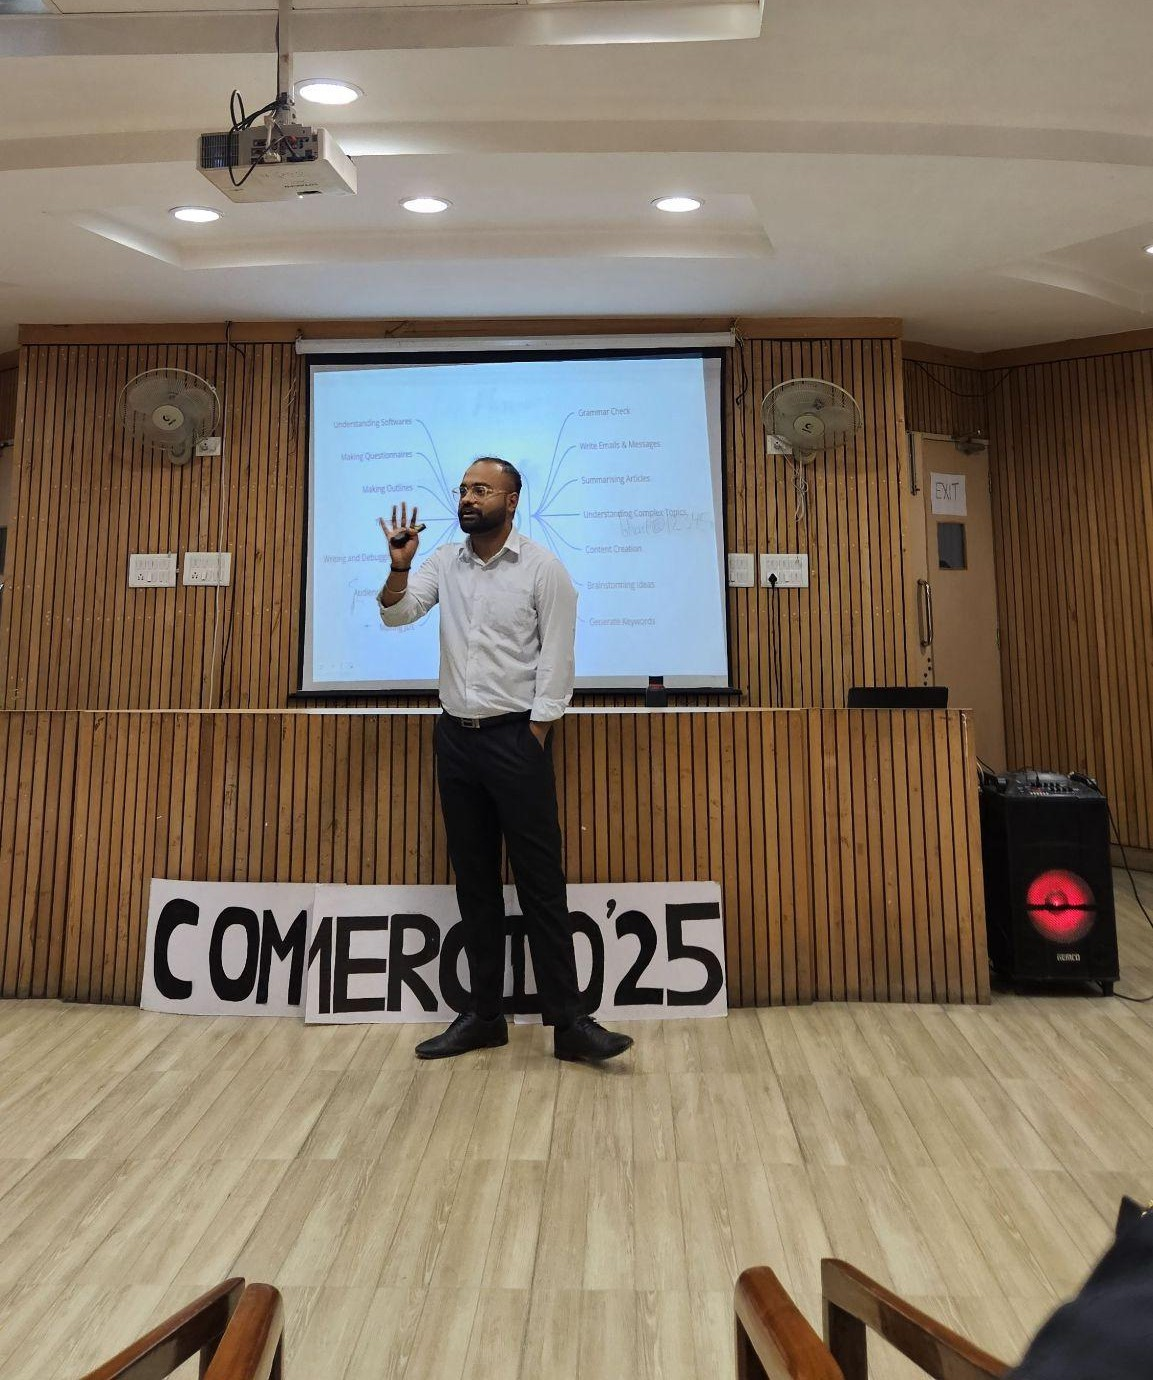 Understanding Softwares
Making Questionnaires
Making Outlines
Writing and
Grammar Check
Write Emails & Messages
Summarising Articles
Understanding Complex Topics
Content Creation
Brainstorming Ideas
Generate Keywords
EXIT
COMMERCIO'25